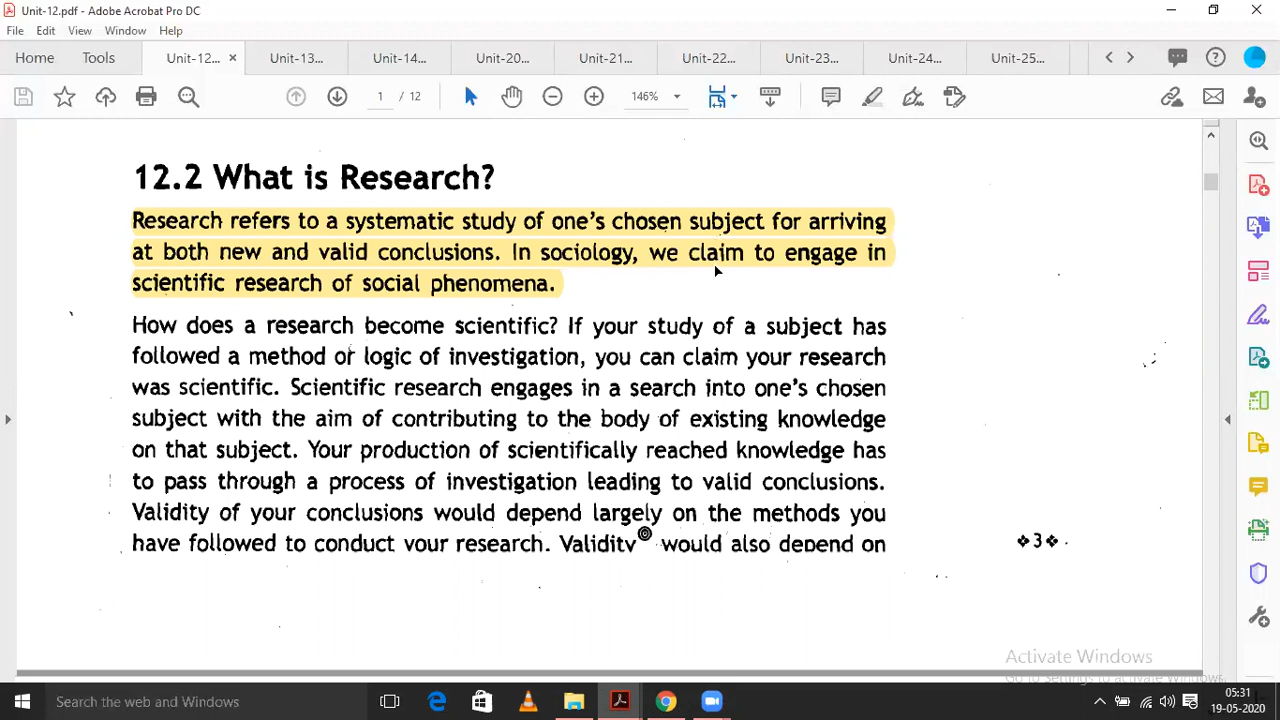 Unit-12.pdf - Adobe Acrobat Pro DC
File Edit View Window Help
Home Tools Unit-12... × Unit-13... Unit-14... Unit-20... Unit-21... Unit-22... Unit-23... Unit-24... Unit-25...
1 / 12 146%
12.2 What is Research?
Research refers to a systematic study of one's chosen subject for arriving
at both new and valid conclusions. In sociology, we claim to engage in
scientific research of social phenomena.
How does a research become scientific? If your study of a subject has
followed a method or logic of investigation, you can claim your research
was scientific. Scientific research engages in a search into one's chosen
subject with the aim of contributing to the body of existing knowledge
on that subject. Your production of scientifically reached knowledge has
to pass through a process of investigation leading to valid conclusions.
Validity of your conclusions would depend largely on the methods you
have followed to conduct your research. Validity would also depend on
❖3❖
Activate Windows
Go to Settings to activate Windows.
Search the web and Windows
05:31
19-05-2020